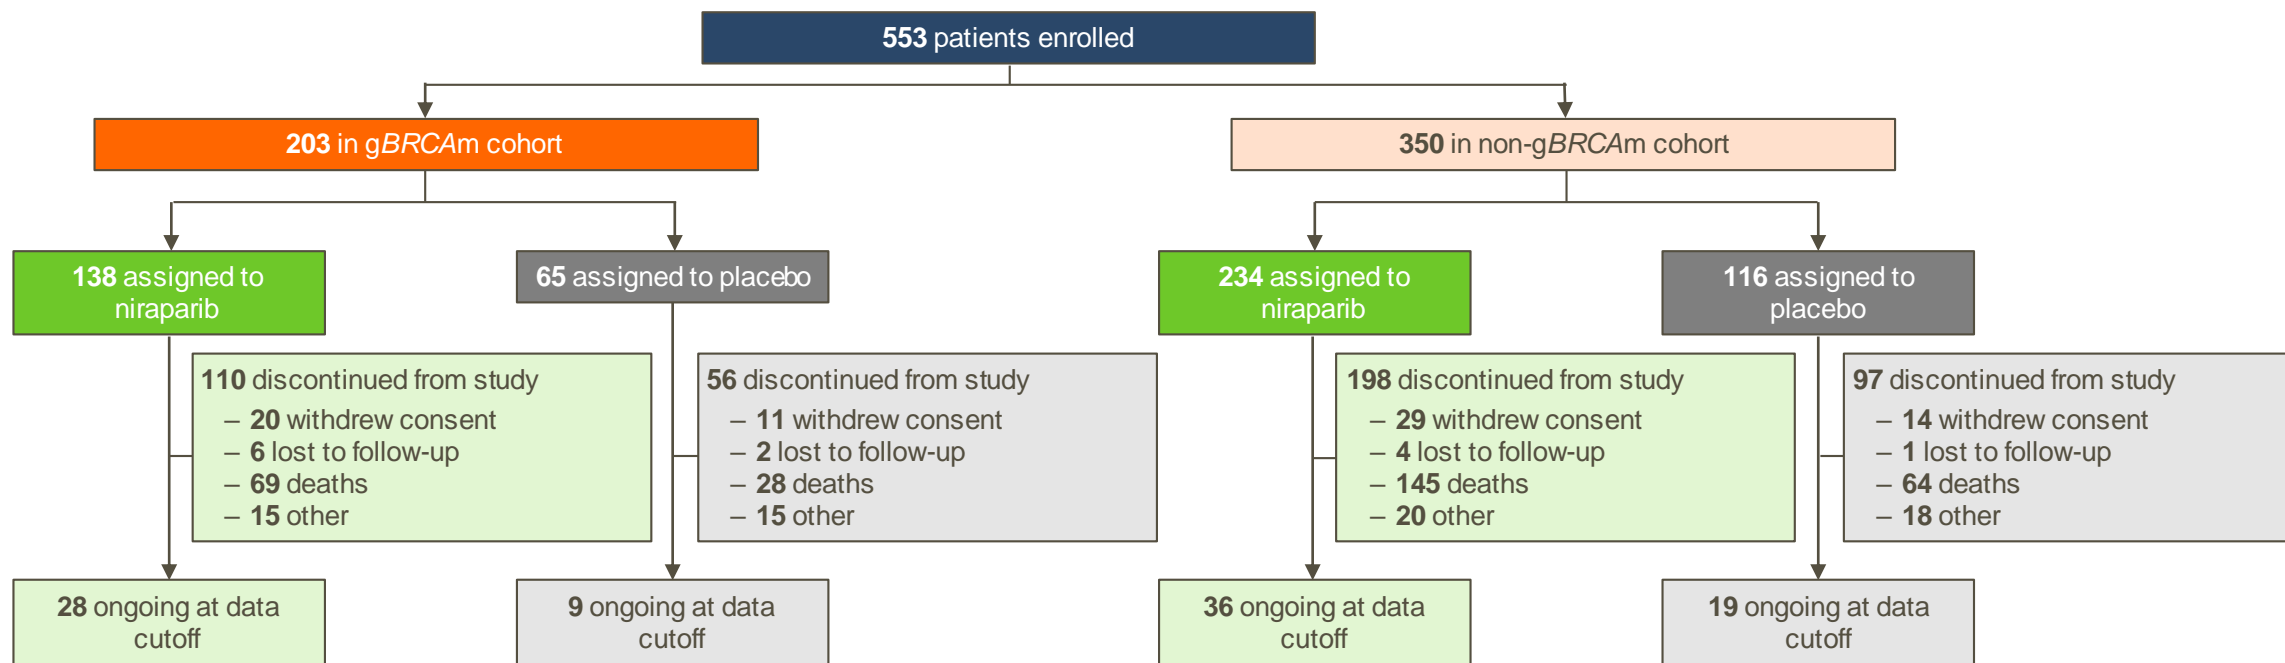 553 patients enrolled
203 in gBRCAm cohort
350 in non-gBRCAm cohort
138 assigned to
niraparib
65 assigned to placebo
234 assigned to
niraparib
116 assigned to
placebo
110 discontinued from study
– 20 withdrew consent
– 6 lost to follow-up
– 69 deaths
– 15 other
56 discontinued from study
– 11 withdrew consent
– 2 lost to follow-up
– 28 deaths
– 15 other
198 discontinued from study
– 29 withdrew consent
– 4 lost to follow-up
– 145 deaths
– 20 other
97 discontinued from study
– 14 withdrew consent
– 1 lost to follow-up
– 64 deaths
– 18 other
28 ongoing at data
cutoff
9 ongoing at data
cutoff
36 ongoing at data
cutoff
19 ongoing at data
cutoff